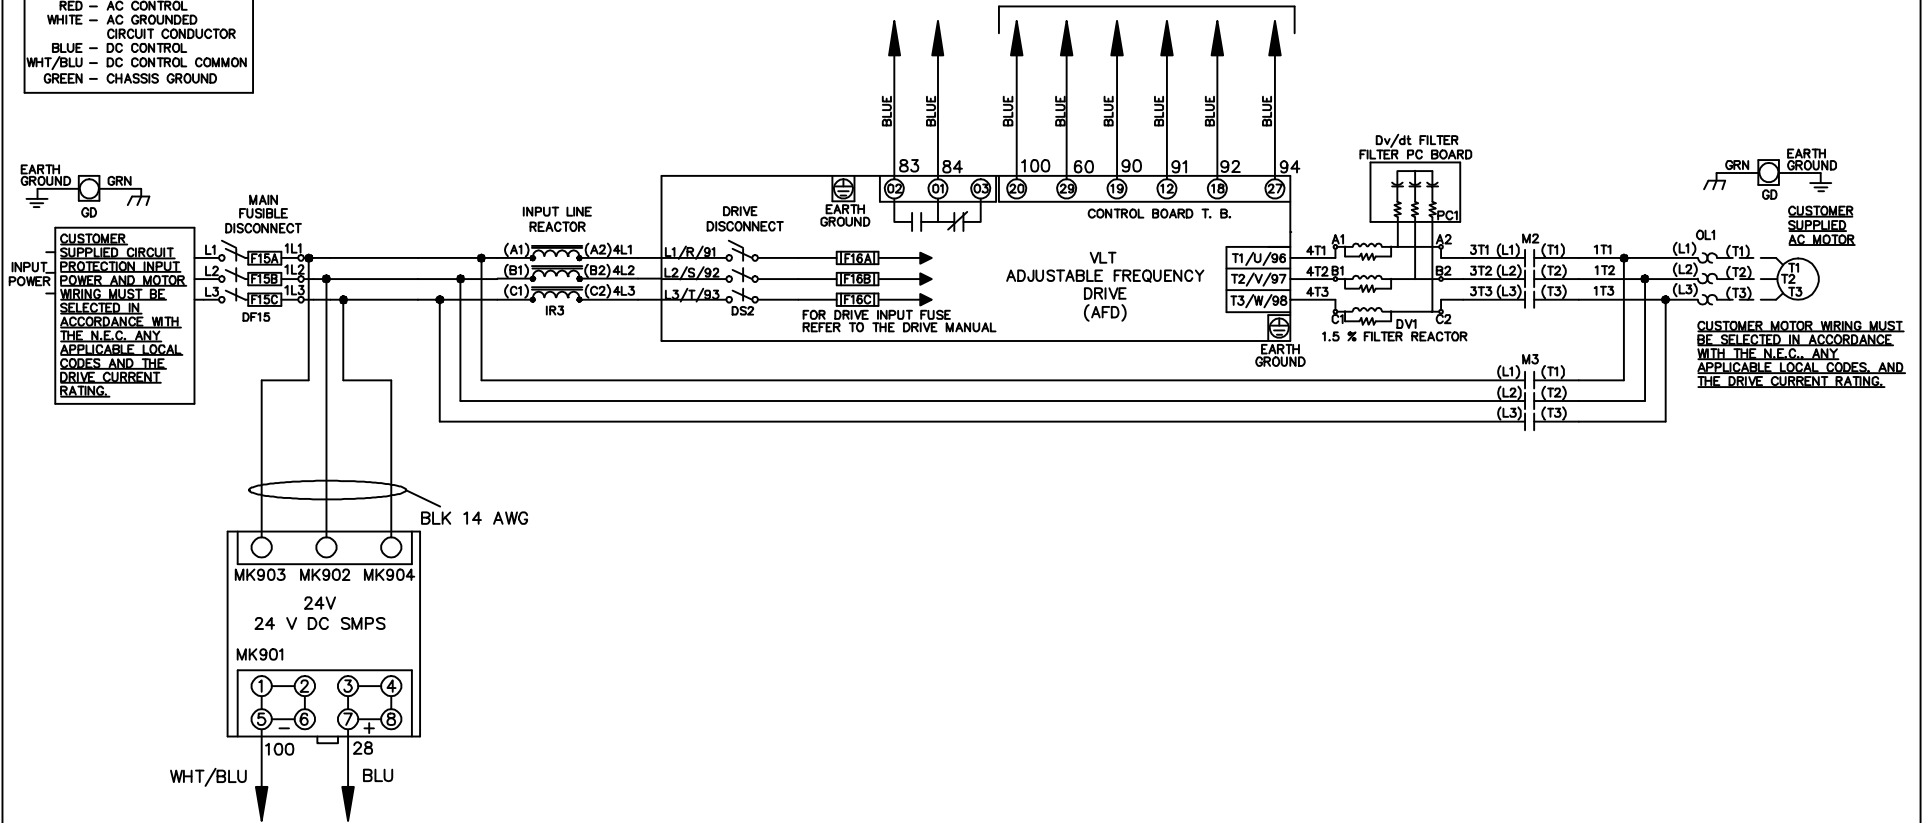 RED – AC CONTROL
WHITE – AC GROUNDED
CIRCUIT CONDUCTOR
BLUE – DC CONTROL
WHT/BLU – DC CONTROL COMMON
GREEN – CHASSIS GROUND
BLUE
BLUE
BLUE
BLUE
BLUE
BLUE
BLUE
BLUE
83
84
100
60
90
91
92
94
02
01
03
20
29
19
12
18
27
CONTROL BOARD T. B.
EARTH
GROUND
GRN
GD
INPUT
POWER
CUSTOMER
SUPPLIED CIRCUIT
PROTECTION INPUT
POWER AND MOTOR
WIRING MUST BE
SELECTED IN
ACCORDANCE WITH
THE N.E.C. ANY
APPLICABLE LOCAL
CODES AND THE
DRIVE CURRENT
RATING.
MAIN
FUSIBLE
DISCONNECT
L1
F15A
1L1
L2
F15B
1L2
L3
F15C
1L3
DF15
INPUT LINE
REACTOR
(A1)
(A2)4L1
(B1)
(B2)4L2
(C1)
(C2)4L3
IR3
DRIVE
DISCONNECT
L1/R/91
L2/S/92
L3/T/93
DS2
EARTH
GROUND
F16A
F16B
F16C
FOR DRIVE INPUT FUSE
REFER TO THE DRIVE MANUAL
VLT
ADJUSTABLE FREQUENCY
DRIVE
(AFD)
T1/U/96
T2/V/97
T3/W/98
EARTH
GROUND
4T1
4T2
4T3
Dv/dt FILTER
FILTER PC BOARD
PC1
A1
A2
B1
B2
C1
C2
DV1
1.5 % FILTER REACTOR
M2
3T1 (L1) (T1) 1T1
3T2 (L2) (T2) 1T2
3T3 (L3) (T3) 1T3
M3
(L1) (T1)
(L2) (T2)
(L3) (T3)
OL1
(L1) (T1)
(L2) (T2)
(L3) (T3)
T1
T2
T3
GRN
EARTH
GROUND
GD
CUSTOMER
SUPPLIED
AC MOTOR
CUSTOMER MOTOR WIRING MUST
BE SELECTED IN ACCORDANCE
WITH THE N.E.C., ANY
APPLICABLE LOCAL CODES, AND
THE DRIVE CURRENT RATING.
BLK 14 AWG
MK903 MK902 MK904
24V
24 V DC SMPS
MK901
1 2 3 4
5 – 6 7 + 8
100
28
WHT/BLU
BLU